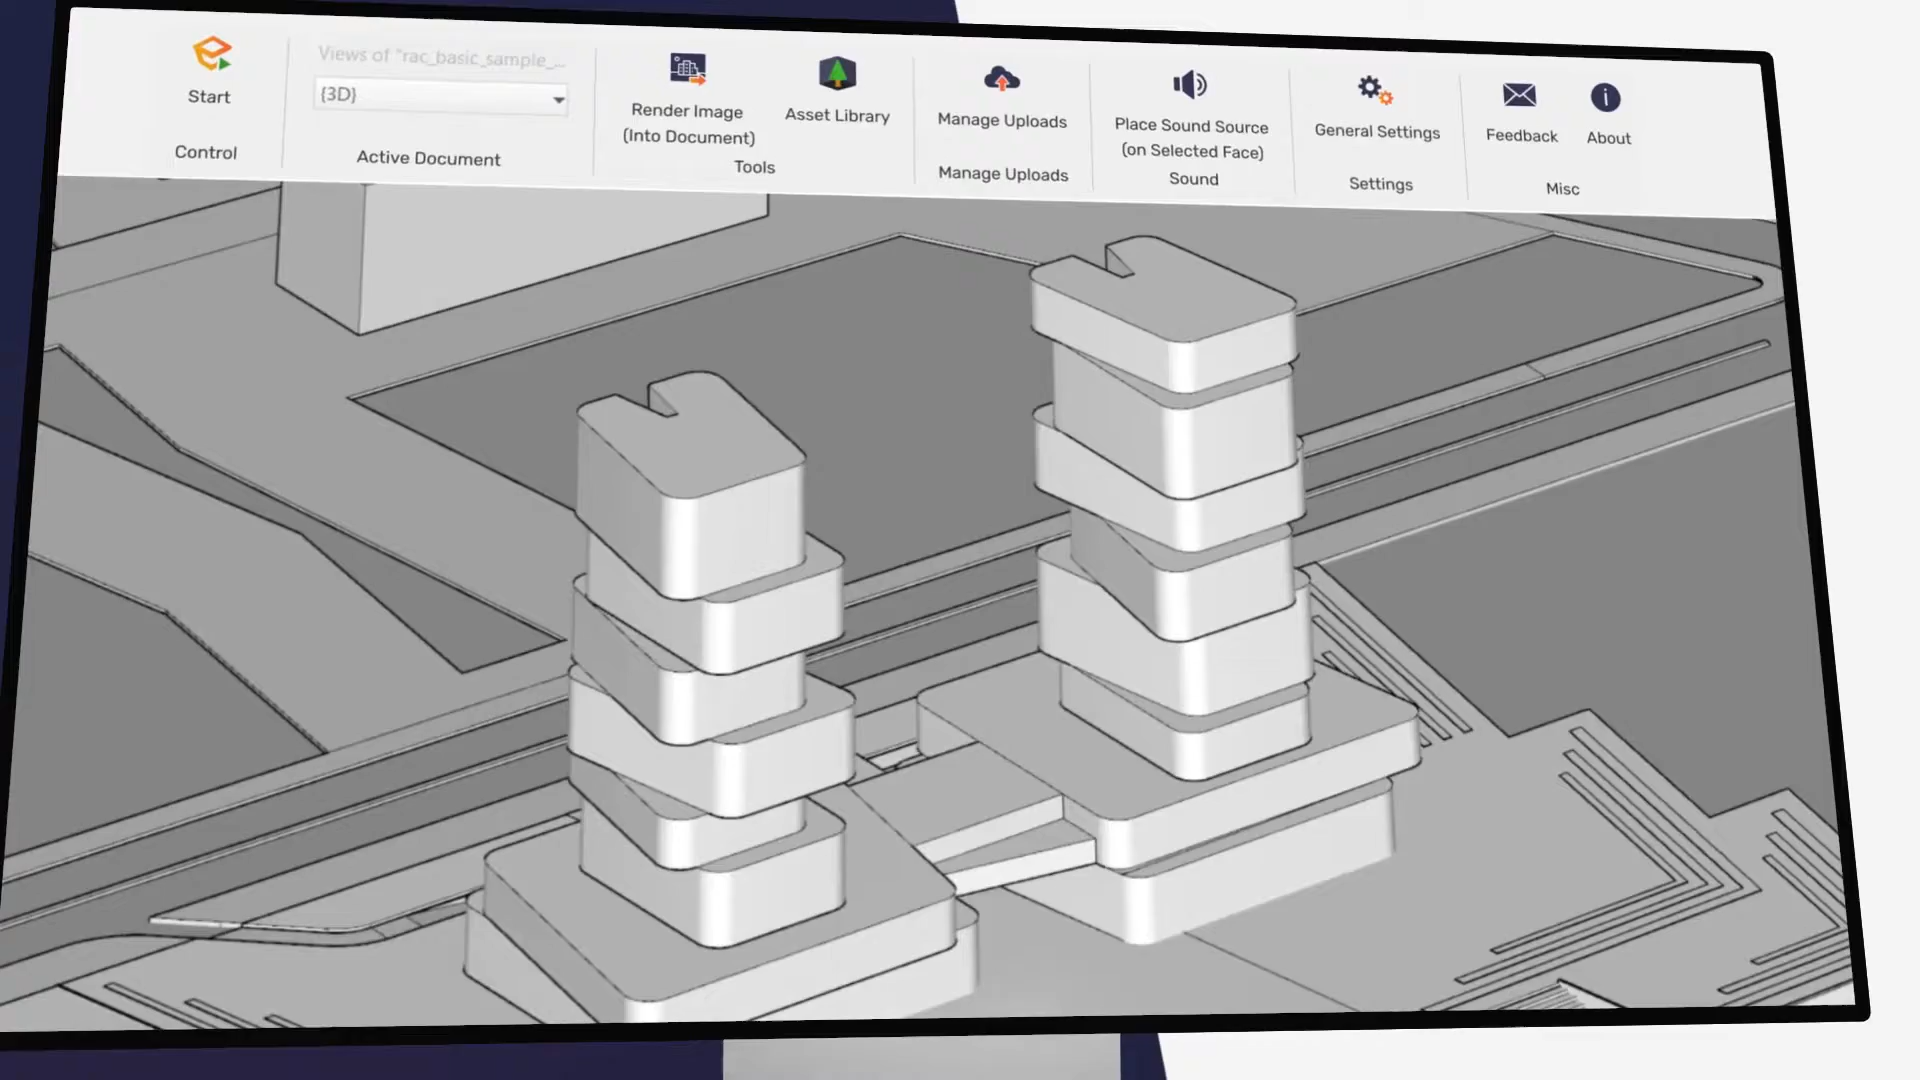 Start
Control
Views of "rac_basic_sample_...
{3D}
Active Document
Render Image
(Into Document)
Asset Library
Tools
Manage Uploads
Manage Uploads
Place Sound Source
(on Selected Face)
Sound
General Settings
Settings
Feedback
About
Misc